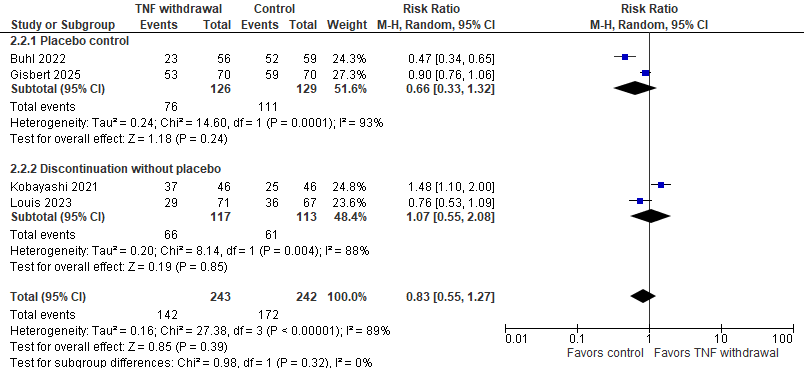 TNF withdrawal Control Risk Ratio Risk Ratio
Study or Subgroup Events Total Events Total Weight M-H, Random, 95% CI M-H, Random, 95% CI
2.2.1 Placebo control
Buhl 2022 23 56 52 59 24.3% 0.47 [0.34, 0.65]
Gisbert 2025 53 70 59 70 27.3% 0.90 [0.76, 1.06]
Subtotal (95% CI) 126 129 51.6% 0.66 [0.33, 1.32]
Total events 76 111
Heterogeneity: Tau² = 0.24; Chi² = 14.60, df = 1 (P = 0.0001); I² = 93%
Test for overall effect: Z = 1.18 (P = 0.24)
2.2.2 Discontinuation without placebo
Kobayashi 2021 37 46 25 46 24.8% 1.48 [1.10, 2.00]
Louis 2023 29 71 36 67 23.6% 0.76 [0.53, 1.09]
Subtotal (95% CI) 117 113 48.4% 1.07 [0.55, 2.08]
Total events 66 61
Heterogeneity: Tau² = 0.20; Chi² = 8.14, df = 1 (P = 0.004); I² = 88%
Test for overall effect: Z = 0.19 (P = 0.85)
Total (95% CI) 243 242 100.0% 0.83 [0.55, 1.27]
Total events 142 172
Heterogeneity: Tau² = 0.16; Chi² = 27.38, df = 3 (P < 0.00001); I² = 89%
Test for overall effect: Z = 0.85 (P = 0.39)
Test for subgroup differences: Chi² = 0.98, df = 1 (P = 0.32), I² = 0%
0.01 0.1 1 10 100
Favors control Favors TNF withdrawal